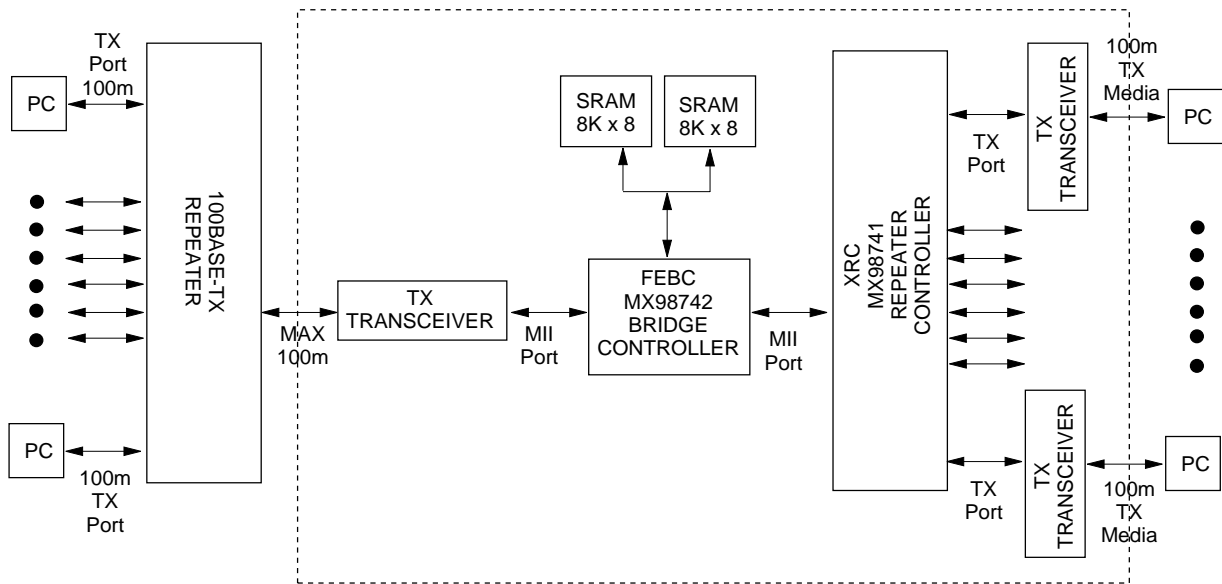 TX
Port
100m
PC
100BASE-TX
REPEATER
PC
100m
TX
Port
MAX
100m
TX
TRANSCEIVER
MII
Port
SRAM
8K x 8
SRAM
8K x 8
FEBC
MX98742
BRIDGE
CONTROLLER
MII
Port
XRC
MX98741
REPEATER
CONTROLLER
TX
Port
TX
TRANSCEIVER
100m
TX
Media
PC
TX
Port
TX
TRANSCEIVER
100m
TX
Media
PC